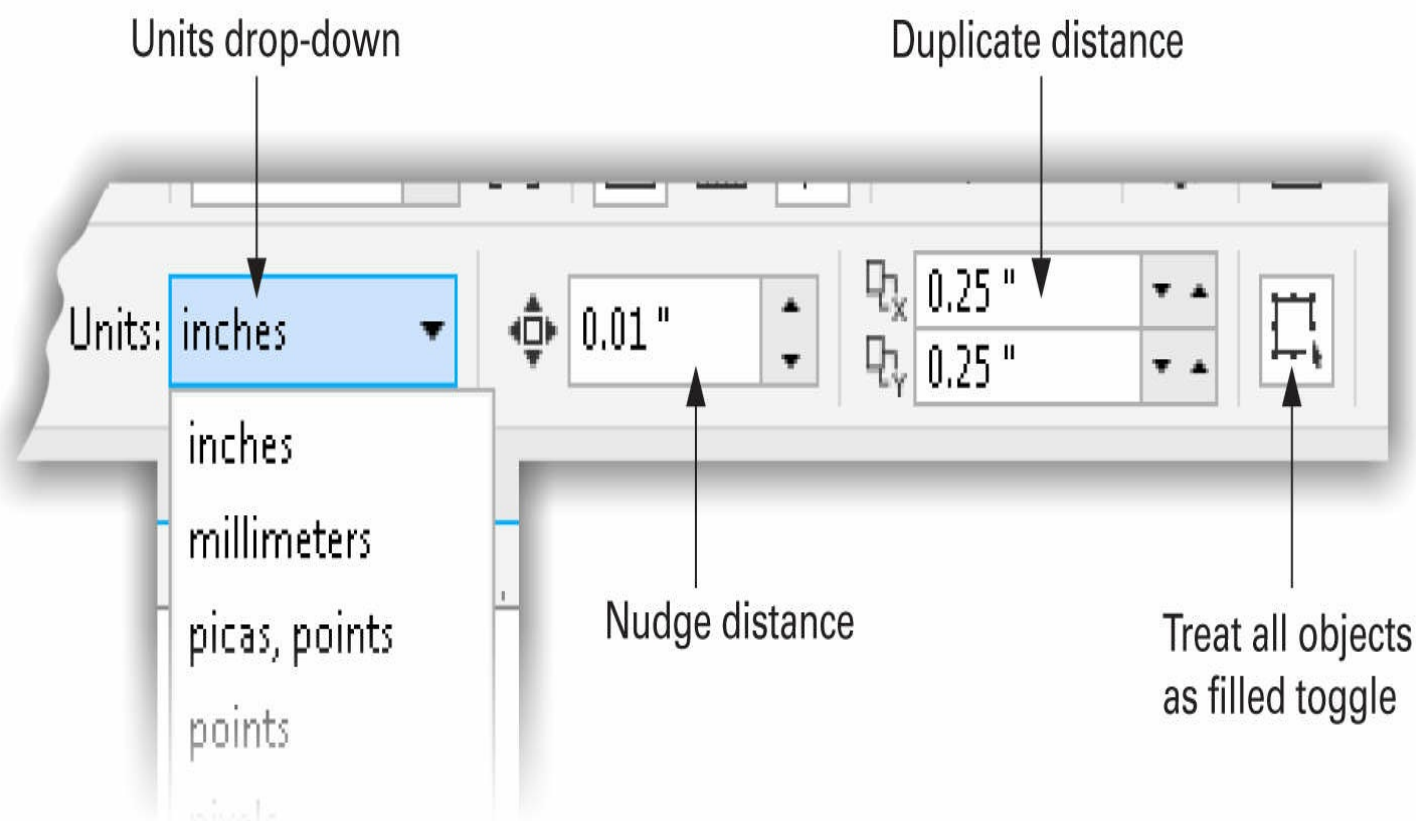 Units drop-down
Duplicate distance
Units:
inches
0.01 "
X
0.25 "
Y
0.25 "
inches
millimeters
picas, points
points
Nudge distance
Treat all objects
as filled toggle